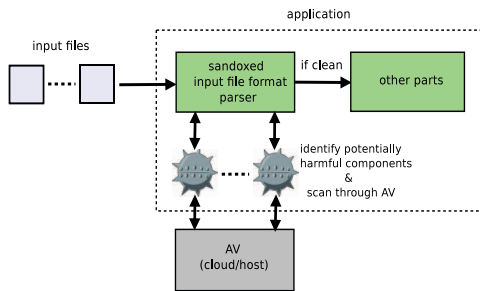 application
input files
sandoxed
input file format
parser
if clean
other parts
identify potentially
harmful components
&
scan through AV
AV
(cloud/host)